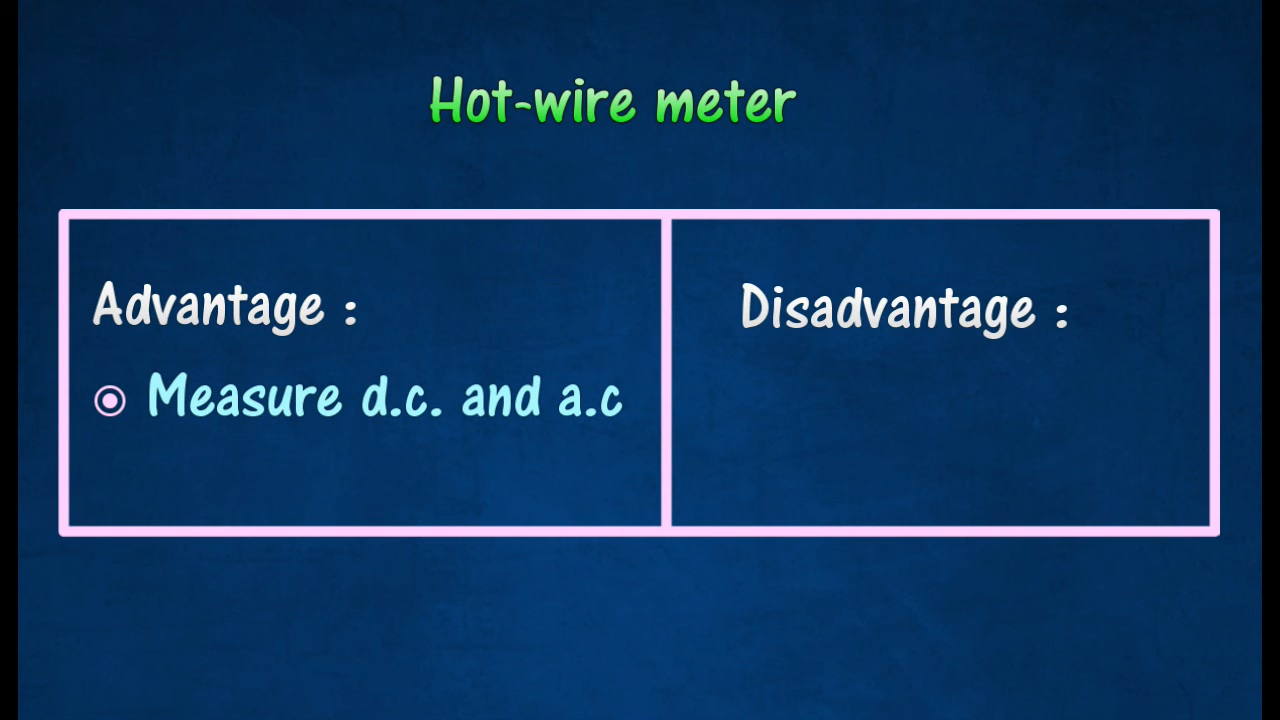 Hot-wire meter
Advantage :
Measure d.c. and a.c
Disadvantage :